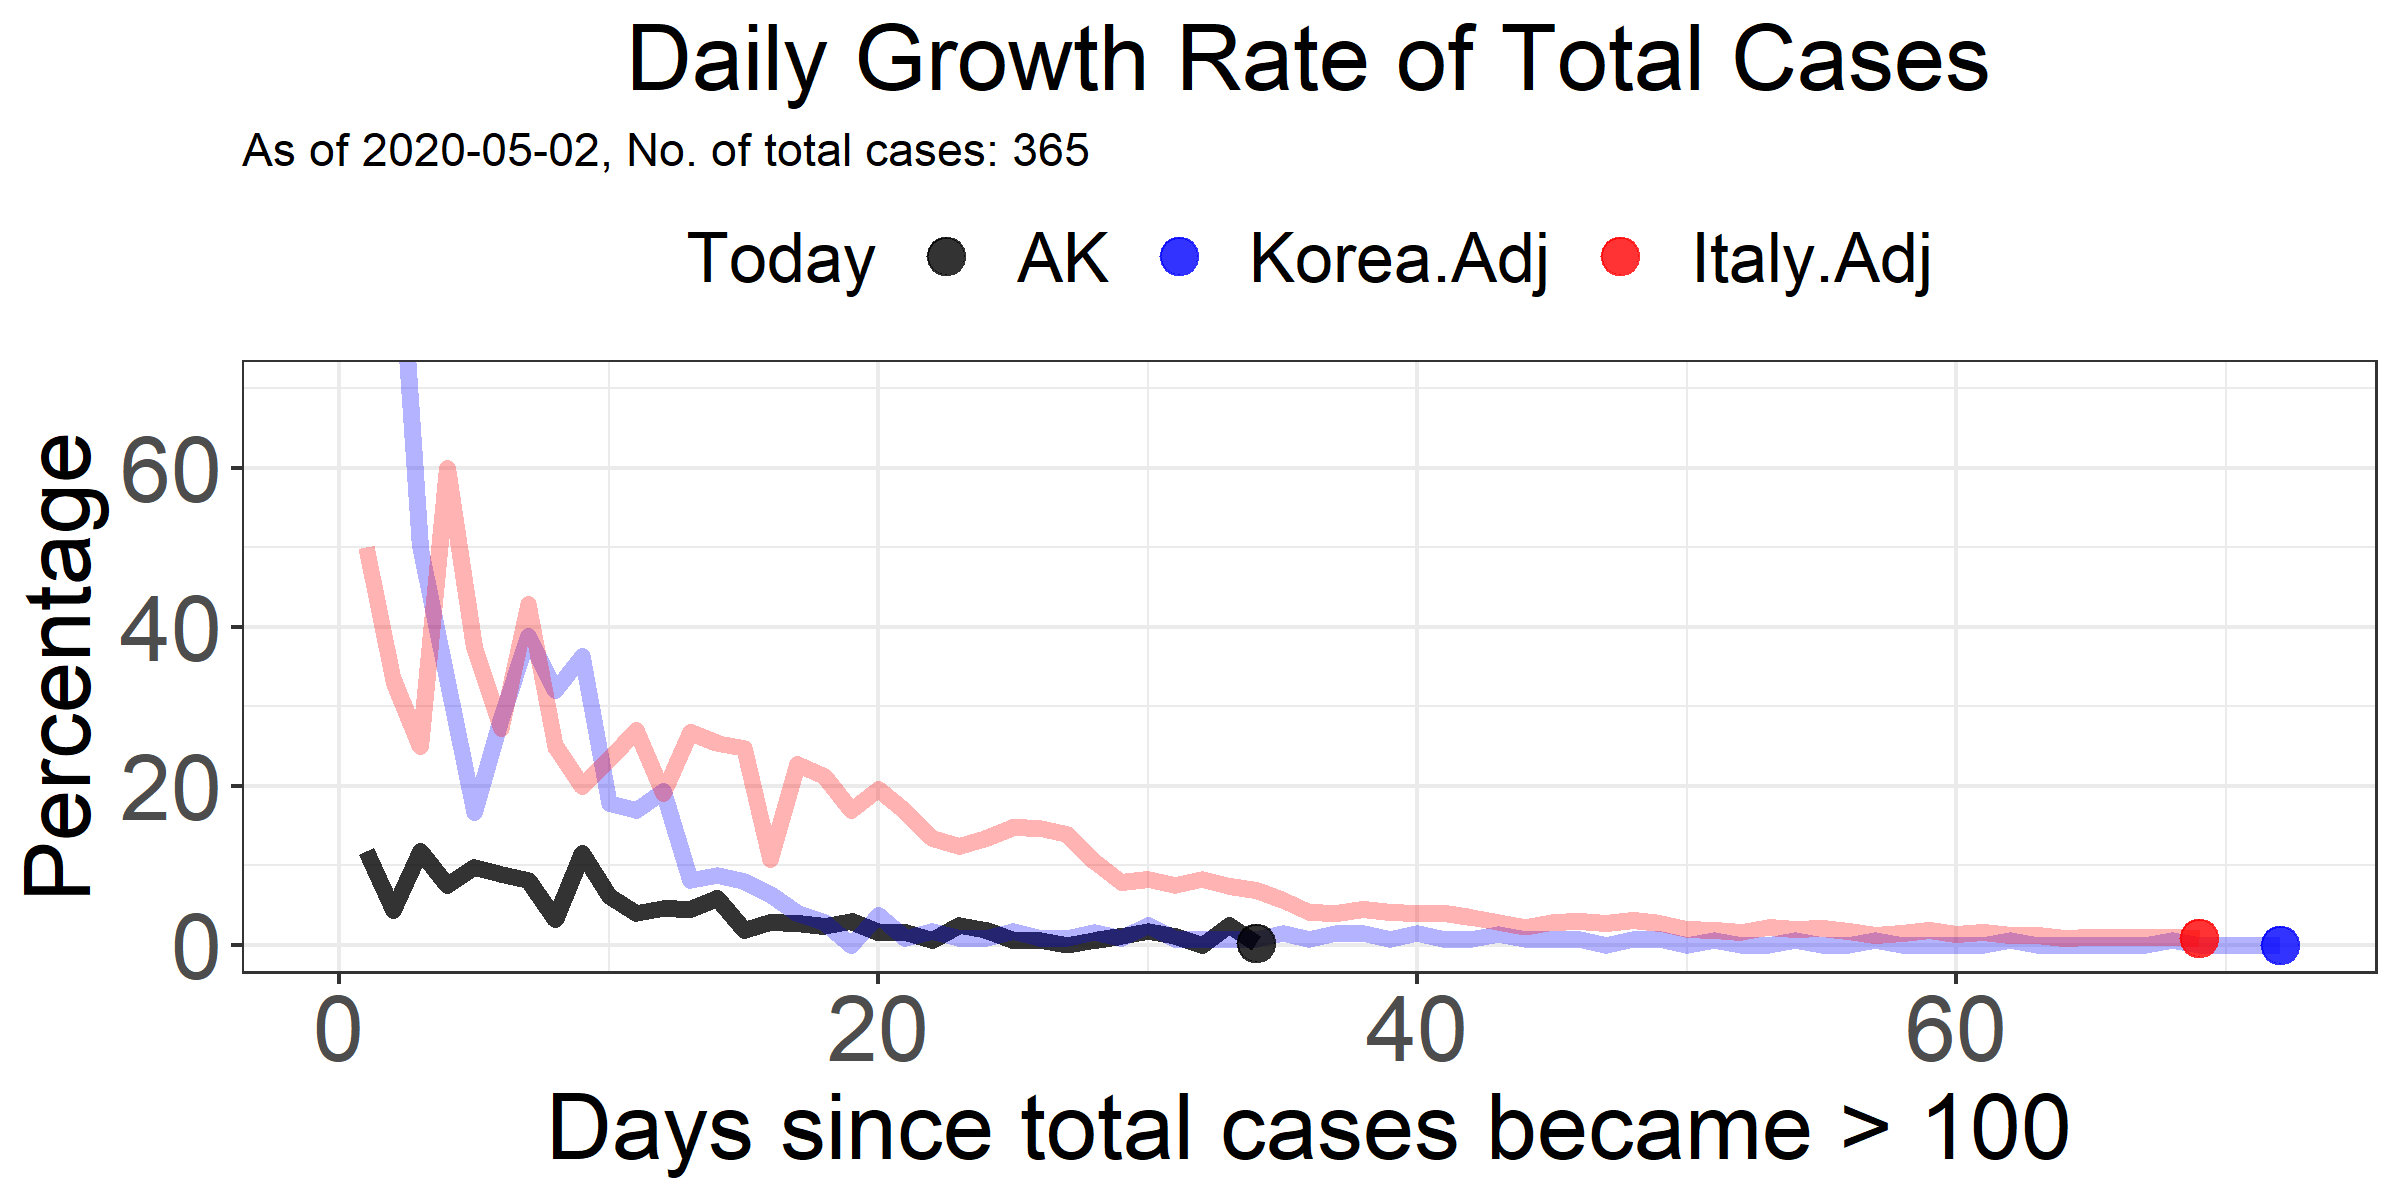 Daily Growth Rate of Total Cases
As of 2020-05-02, No. of total cases: 365
Today AK Korea.Adj Italy.Adj
Percentage
60
40
20
0
0 20 40 60
Days since total cases became > 100